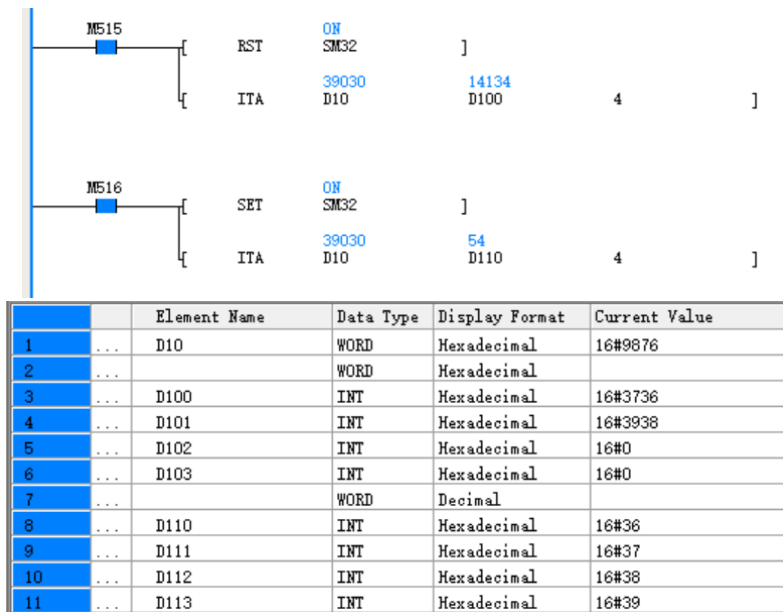 M515 ON
[ RST SM32 ]
39030 14134
[ ITA D10 D100 4 ]
M516 ON
[ SET SM32 ]
39030 54
[ ITA D10 D110 4 ]
Element Name Data Type Display Format Current Value
1 ... D10 WORD Hexadecimal 16#9876
2 ... WORD Hexadecimal
3 ... D100 INT Hexadecimal 16#3736
4 ... D101 INT Hexadecimal 16#3938
5 ... D102 INT Hexadecimal 16#0
6 ... D103 INT Hexadecimal 16#0
7 ... WORD Decimal
8 ... D110 INT Hexadecimal 16#36
9 ... D111 INT Hexadecimal 16#37
10 ... D112 INT Hexadecimal 16#38
11 ... D113 INT Hexadecimal 16#39